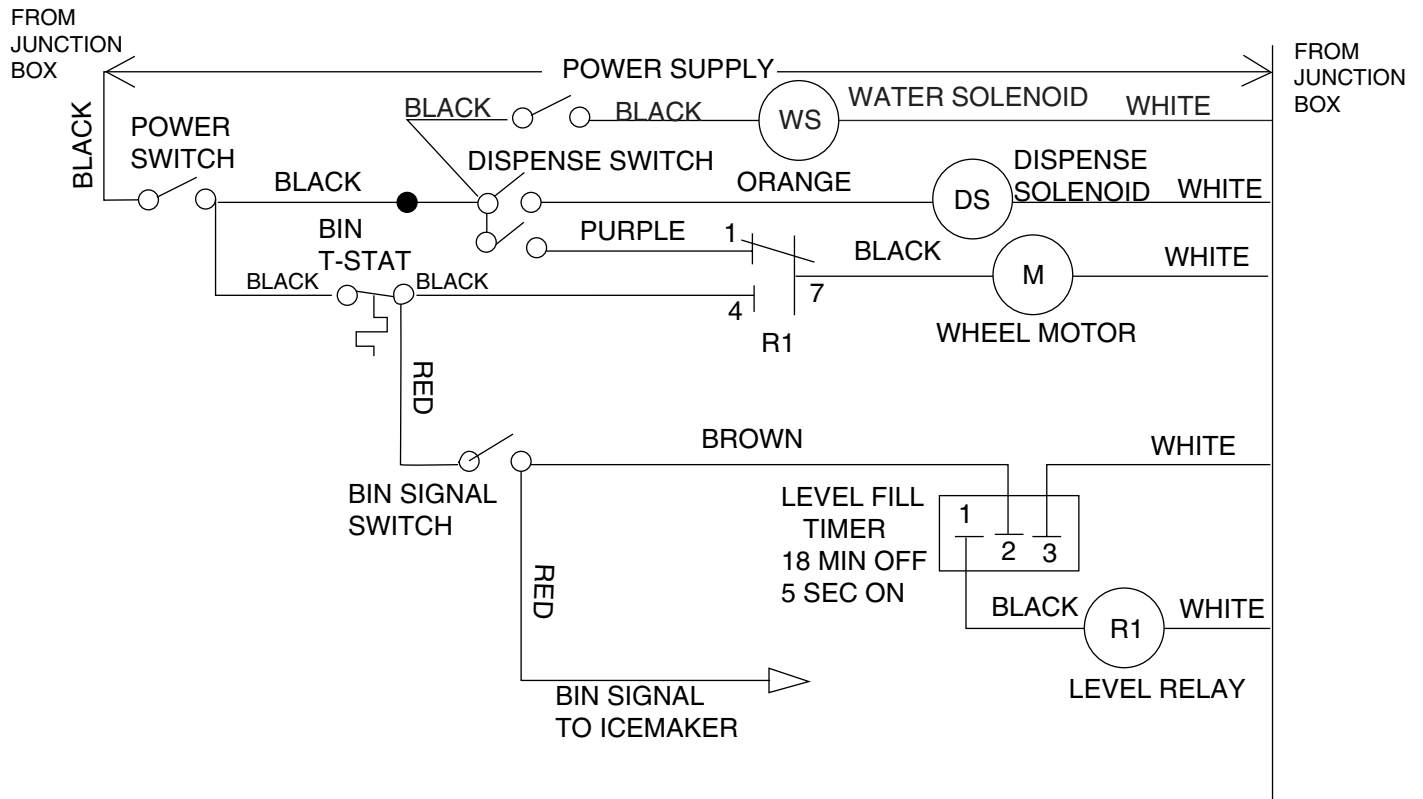 FROM
JUNCTION
BOX
POWER SUPPLY
FROM
JUNCTION
BOX
BLACK
BLACK
BLACK
WS
WATER SOLENOID
WHITE
POWER
SWITCH
DISPENSE SWITCH
BLACK
ORANGE
DS
DISPENSE
SOLENOID
WHITE
BIN
T-STAT
PURPLE
1
BLACK
M
WHITE
BLACK
BLACK
4
7
R1
WHEEL MOTOR
RED
BROWN
WHITE
BIN SIGNAL
SWITCH
LEVEL FILL
TIMER
18 MIN OFF
5 SEC ON
1
2
3
RED
BLACK
R1
WHITE
LEVEL RELAY
BIN SIGNAL
TO ICEMAKER